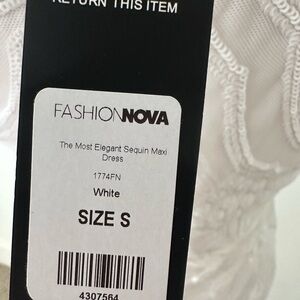 RETURN THIS ITEM
FASHIONNOVA
The Most Elegant Sequin Maxi
Dress
1774FN
White
SIZE S
4307564